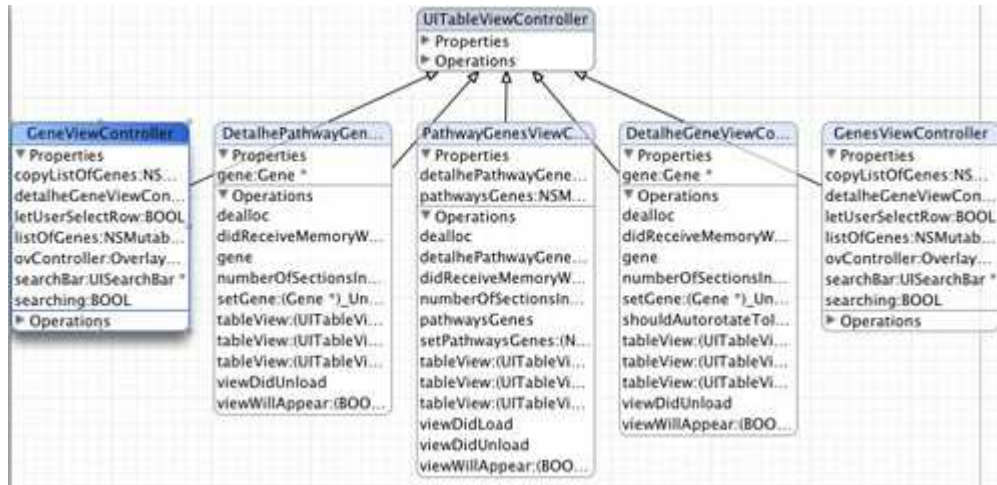 UITableViewController
Properties
Operations
GeneViewController
Properties
copyListOfGenes:NS...
detalheGeneViewCon...
letUserSelectRow:BOOL
listOfGenes:NSMutab...
ovController:Overlay...
searchBar:UISearchBar *
searching:BOOL
Operations
DetalhePathwayGen...
Properties
gene:Gene *
Operations
dealloc
didReceiveMemoryW...
gene
numberOfSectionsIn...
setGene:(Gene *)_Un...
tableView:(UITableVi...
tableView:(UITableVi...
tableView:(UITableVi...
viewDidUnload
viewWillAppear:(BOO...
PathwayGenesViewC...
Properties
detalhePathwayGene...
pathwaysGenes:NSM...
Operations
dealloc
detalhePathwayGene...
didReceiveMemoryW...
numberOfSectionsIn...
pathwaysGenes
setPathwaysGenes:(N...
tableView:(UITableVi...
tableView:(UITableVi...
tableView:(UITableVi...
viewDidLoad
viewDidUnload
viewWillAppear:(BOO...
DetalheGeneViewCo...
Properties
gene:Gene *
Operations
dealloc
didReceiveMemoryW...
gene
numberOfSectionsIn...
setGene:(Gene *)_Un...
shouldAutorotateToI...
tableView:(UITableVi...
tableView:(UITableVi...
tableView:(UITableVi...
viewDidUnload
viewWillAppear:(BOO...
GenesViewController
Properties
copyListOfGenes:NS...
detalheGeneViewCon...
letUserSelectRow:BOOL
listOfGenes:NSMutab...
ovController:Overlay...
searchBar:UISearchBar *
searching:BOOL
Operations